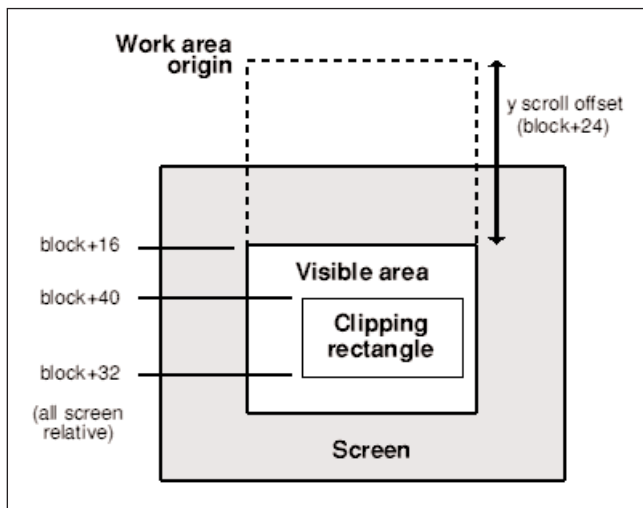 Work area
origin
y scroll offset
(block+24)
block+16
Visible area
block+40
Clipping
rectangle
block+32
(all screen
relative)
Screen